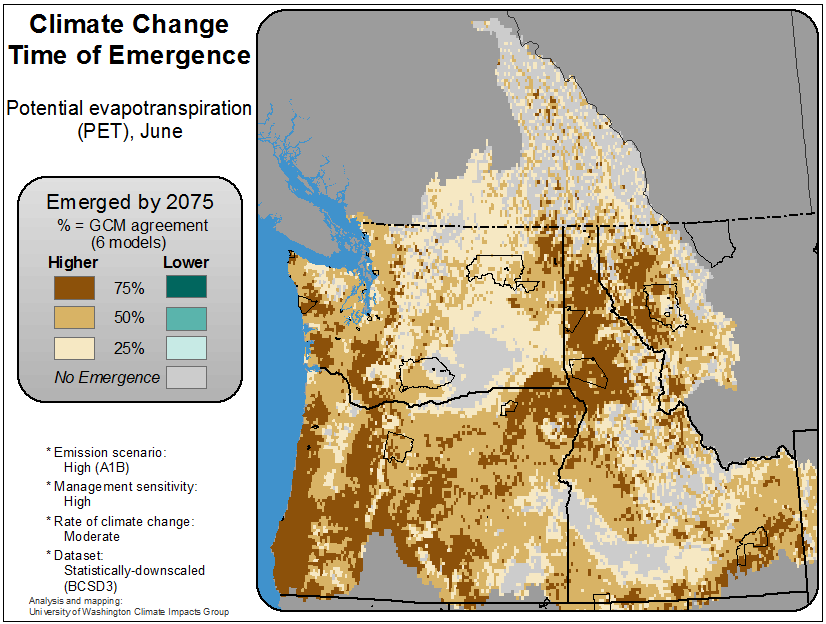 Climate Change
Time of Emergence
Potential evapotranspiration
(PET), June
Emerged by 2075
% = GCM agreement
(6 models)
Higher Lower
75%
50%
25%
No Emergence
* Emission scenario:
High (A1B)
* Management sensitivity:
High
* Rate of climate change:
Moderate
* Dataset:
Statistically-downscaled
(BCSD3)
Analysis and mapping:
University of Washington Climate Impacts Group